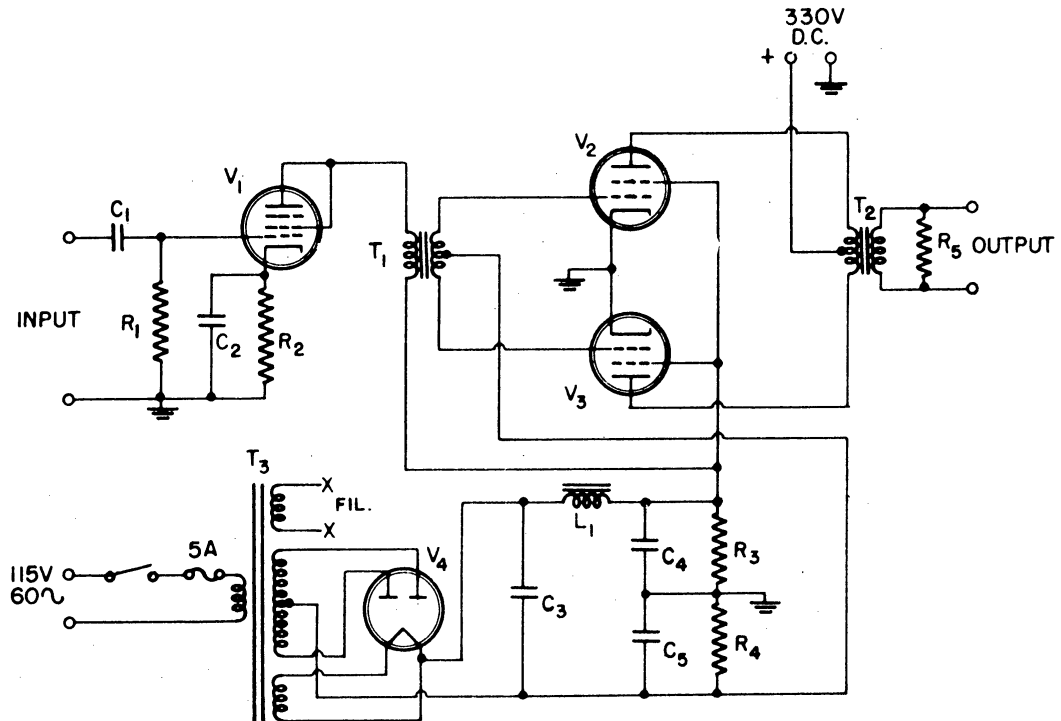 330V
D.C.
+
V2
V1
C1
T2
T1
R5 OUTPUT
INPUT
R1
C2
R2
V3
T3
X
FIL.
X
L1
5A
V4
C4
R3
115V
60~
C3
C5
R4